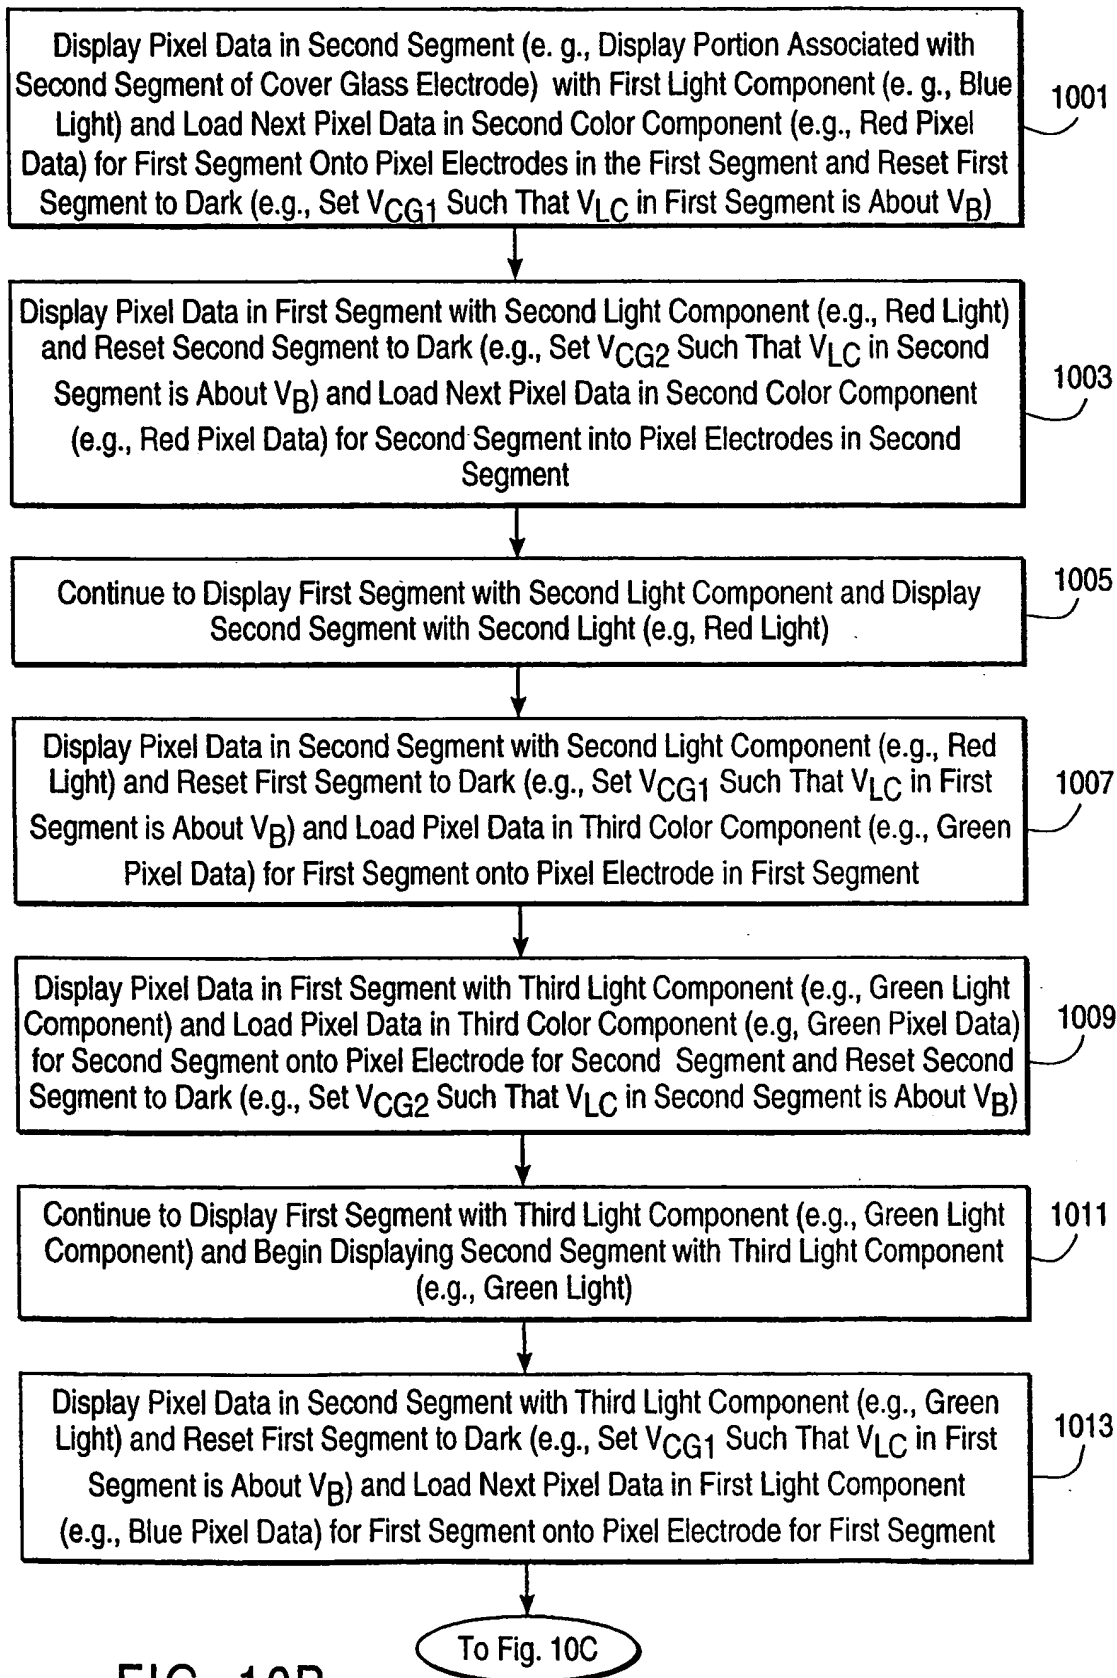 Display Pixel Data in Second Segment (e. g., Display Portion Associated with
Second Segment of Cover Glass Electrode) with First Light Component (e. g., Blue
Light) and Load Next Pixel Data in Second Color Component (e.g., Red Pixel
Data) for First Segment Onto Pixel Electrodes in the First Segment and Reset First
Segment to Dark (e.g., Set VCG1 Such That VLC in First Segment is About VB)
1001
Display Pixel Data in First Segment with Second Light Component (e.g., Red Light)
and Reset Second Segment to Dark (e.g., Set VCG2 Such That VLC in Second
Segment is About VB) and Load Next Pixel Data in Second Color Component
(e.g., Red Pixel Data) for Second Segment into Pixel Electrodes in Second
Segment
1003
Continue to Display First Segment with Second Light Component and Display
Second Segment with Second Light (e.g, Red Light)
1005
Display Pixel Data in Second Segment with Second Light Component (e.g., Red
Light) and Reset First Segment to Dark (e.g., Set VCG1 Such That VLC in First
Segment is About VB) and Load Pixel Data in Third Color Component (e.g., Green
Pixel Data) for First Segment onto Pixel Electrode in First Segment
1007
Display Pixel Data in First Segment with Third Light Component (e.g., Green Light
Component) and Load Pixel Data in Third Color Component (e.g, Green Pixel Data)
for Second Segment onto Pixel Electrode for Second Segment and Reset Second
Segment to Dark (e.g., Set VCG2 Such That VLC in Second Segment is About VB)
1009
Continue to Display First Segment with Third Light Component (e.g., Green Light
Component) and Begin Displaying Second Segment with Third Light Component
(e.g., Green Light)
1011
Display Pixel Data in Second Segment with Third Light Component (e.g., Green
Light) and Reset First Segment to Dark (e.g., Set VCG1 Such That VLC in First
Segment is About VB) and Load Next Pixel Data in First Light Component
(e.g., Blue Pixel Data) for First Segment onto Pixel Electrode for First Segment
1013
To Fig. 10C
FIG. 10B